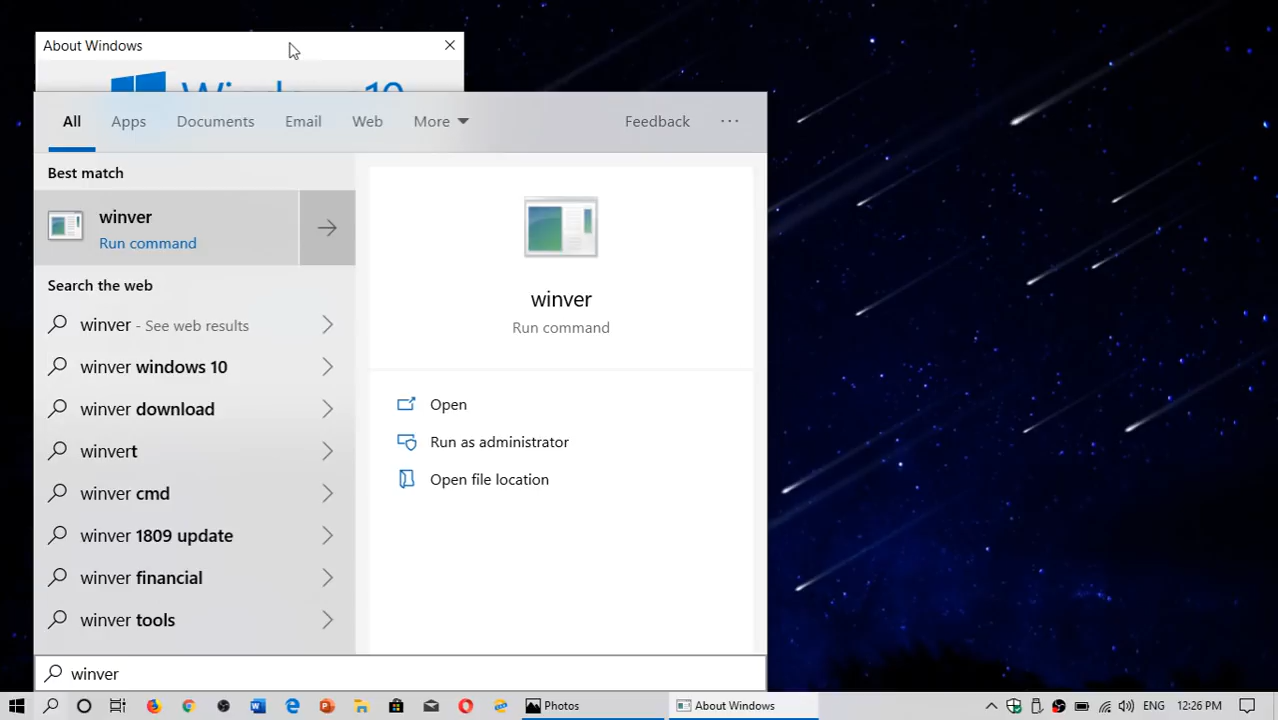 About Windows
Windows 10
All Apps Documents Email Web More Feedback ...
Best match
winver
Run command
Search the web
winver - See web results
winver windows 10
winver download
winvert
winver cmd
winver 1809 update
winver financial
winver tools
winver
Run command
Open
Run as administrator
Open file location
winver
Photos About Windows ENG 12:26 PM